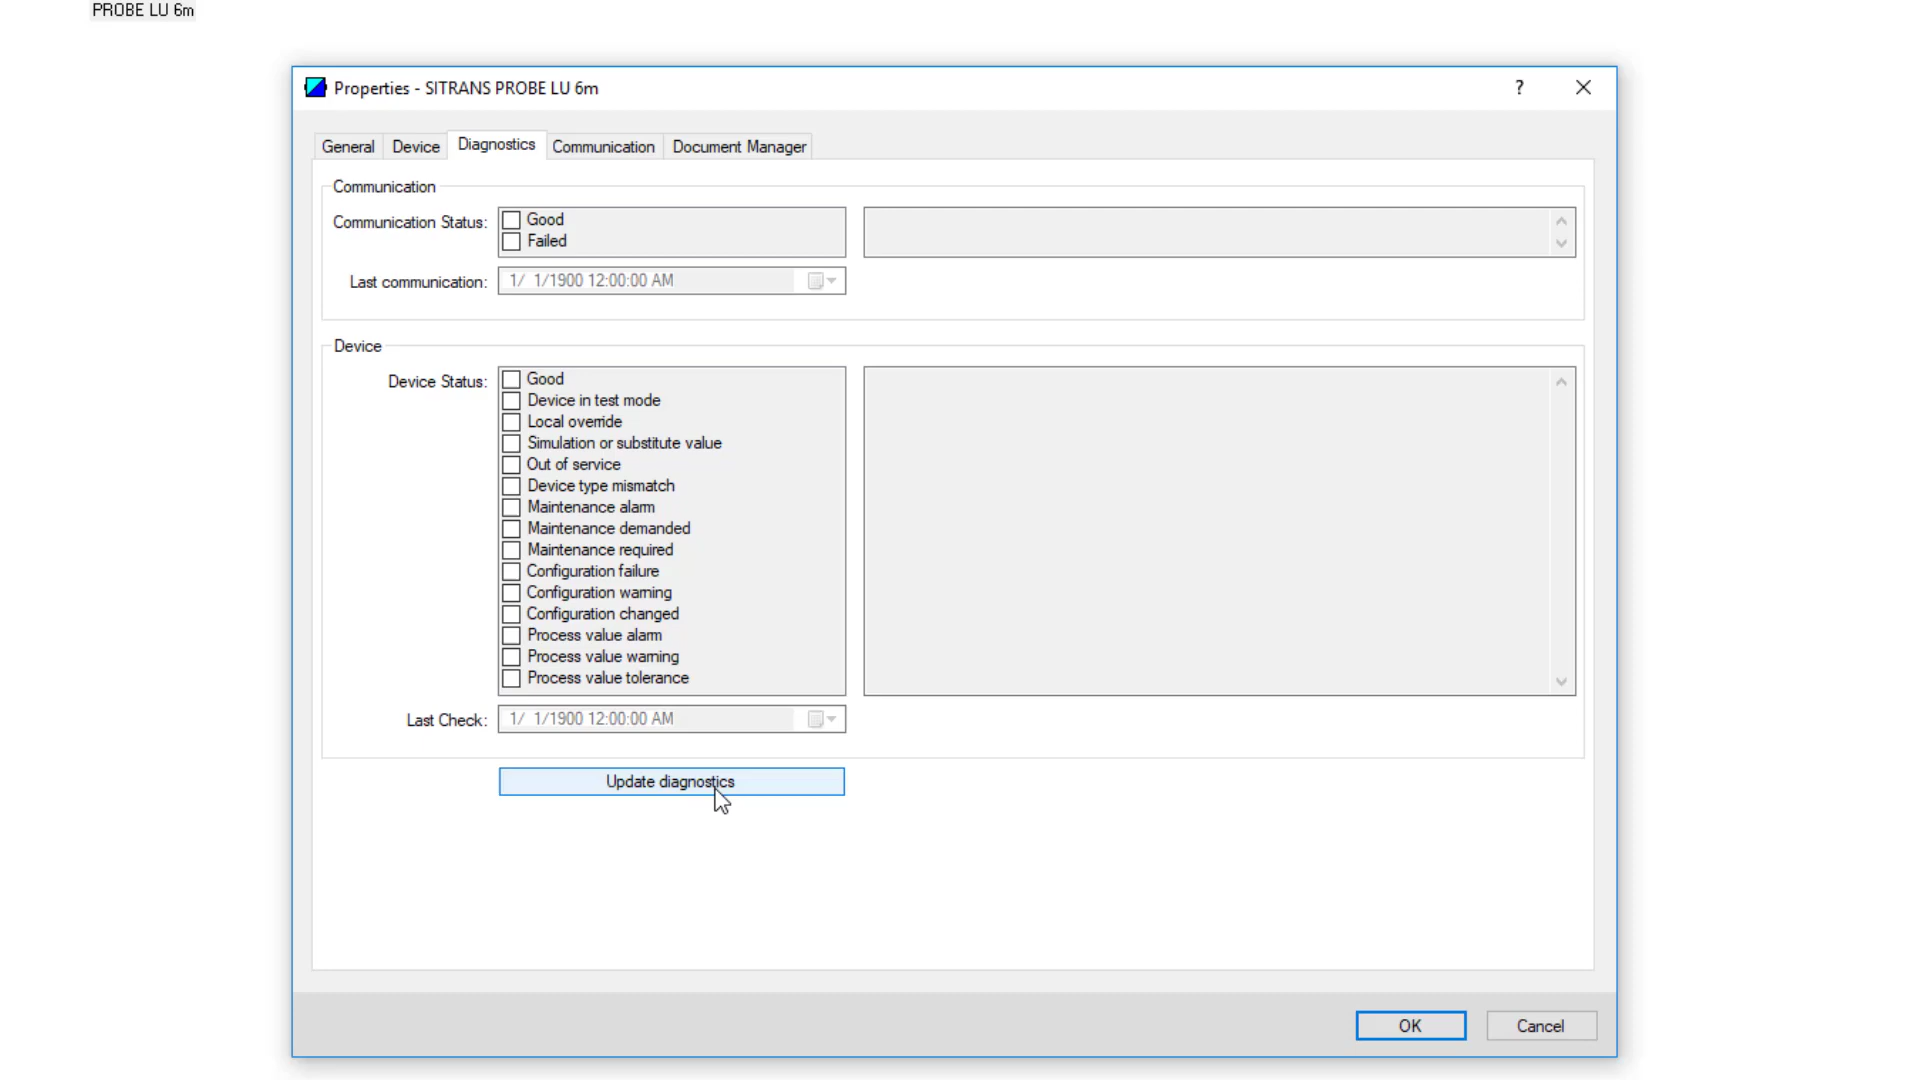 PROBE LU 6m
Properties - SITRANS PROBE LU 6m
?
General Device Diagnostics Communication Document Manager
Communication
Communication Status:
Good
Failed
Last communication: 1/ 1/1900 12:00:00 AM
Device
Device Status:
Good
Device in test mode
Local override
Simulation or substitute value
Out of service
Device type mismatch
Maintenance alarm
Maintenance demanded
Maintenance required
Configuration failure
Configuration warning
Configuration changed
Process value alarm
Process value warning
Process value tolerance
Last Check: 1/ 1/1900 12:00:00 AM
Update diagnostics
OK Cancel